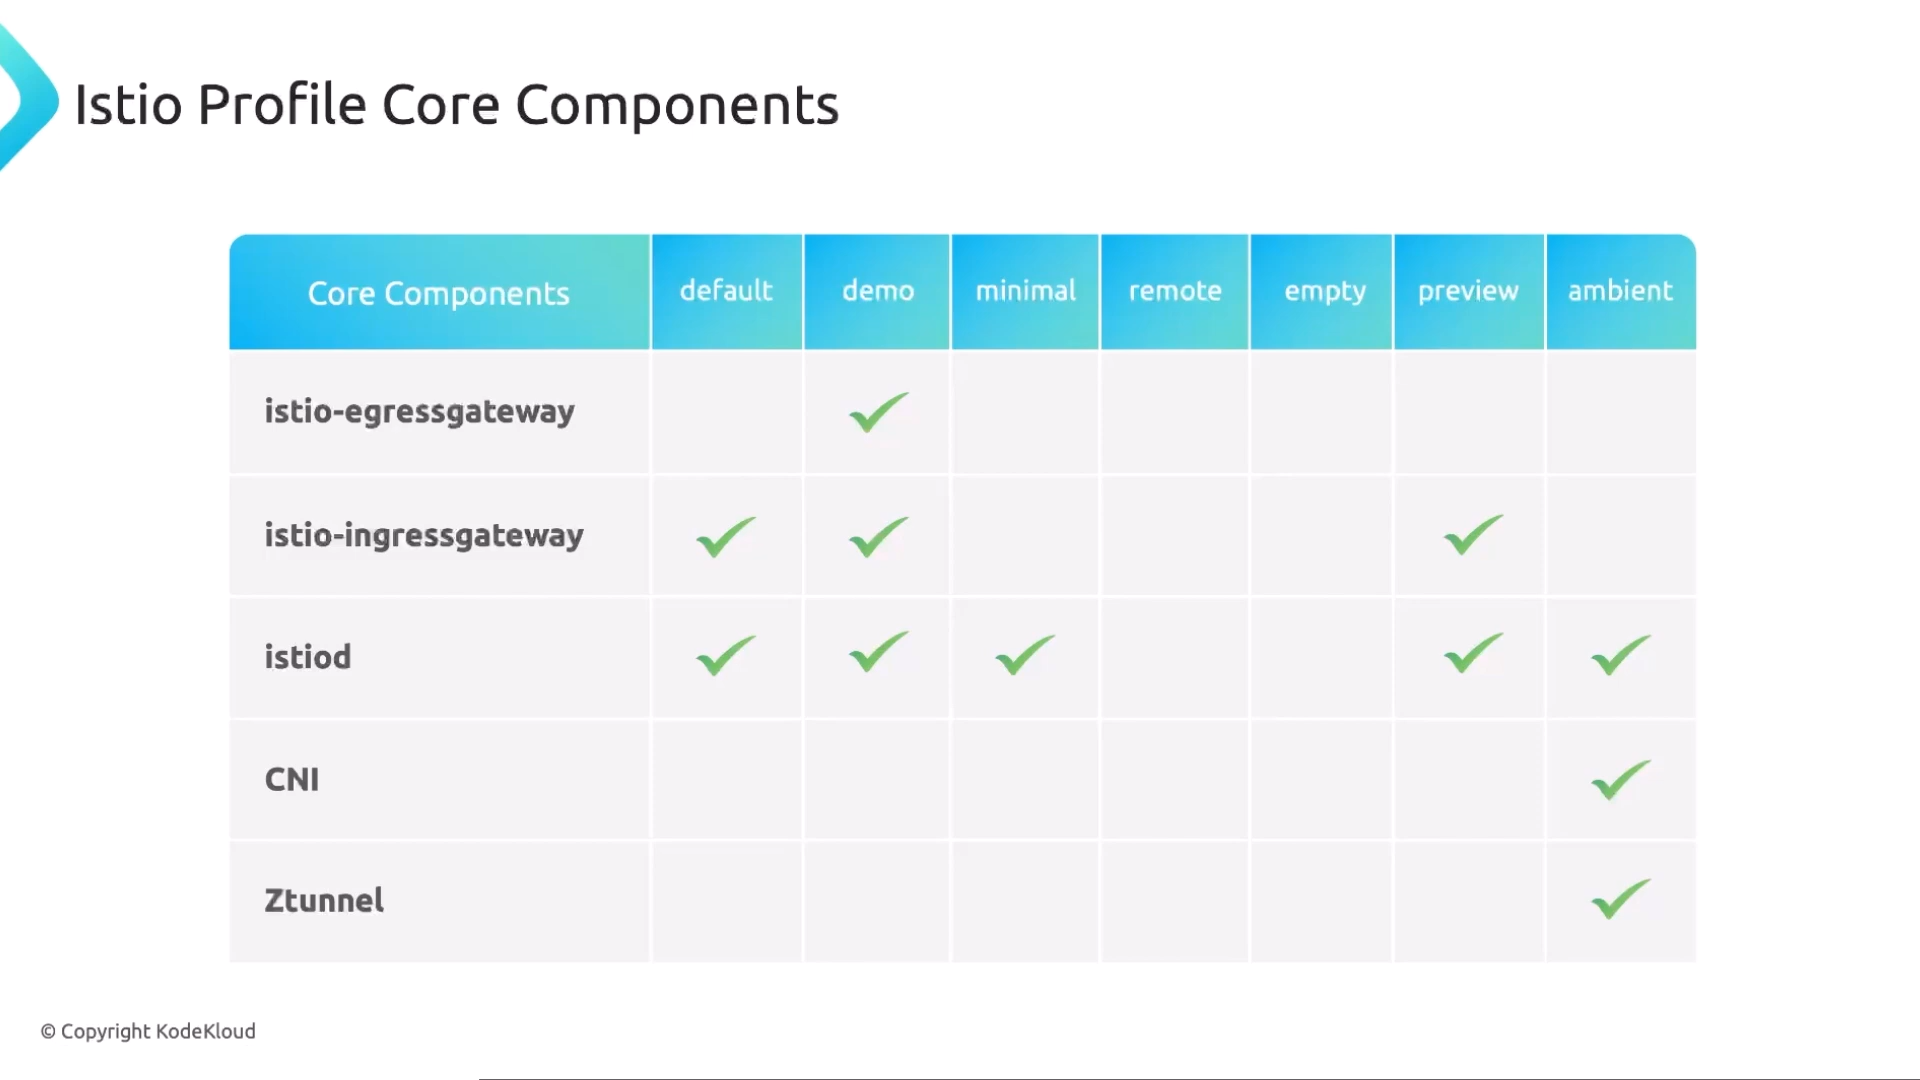 Istio Profile Core Components
Core Components default demo minimal remote empty preview ambient
istio-egressgateway
istio-ingressgateway
istiod
CNI
Ztunnel
© Copyright KodeKloud